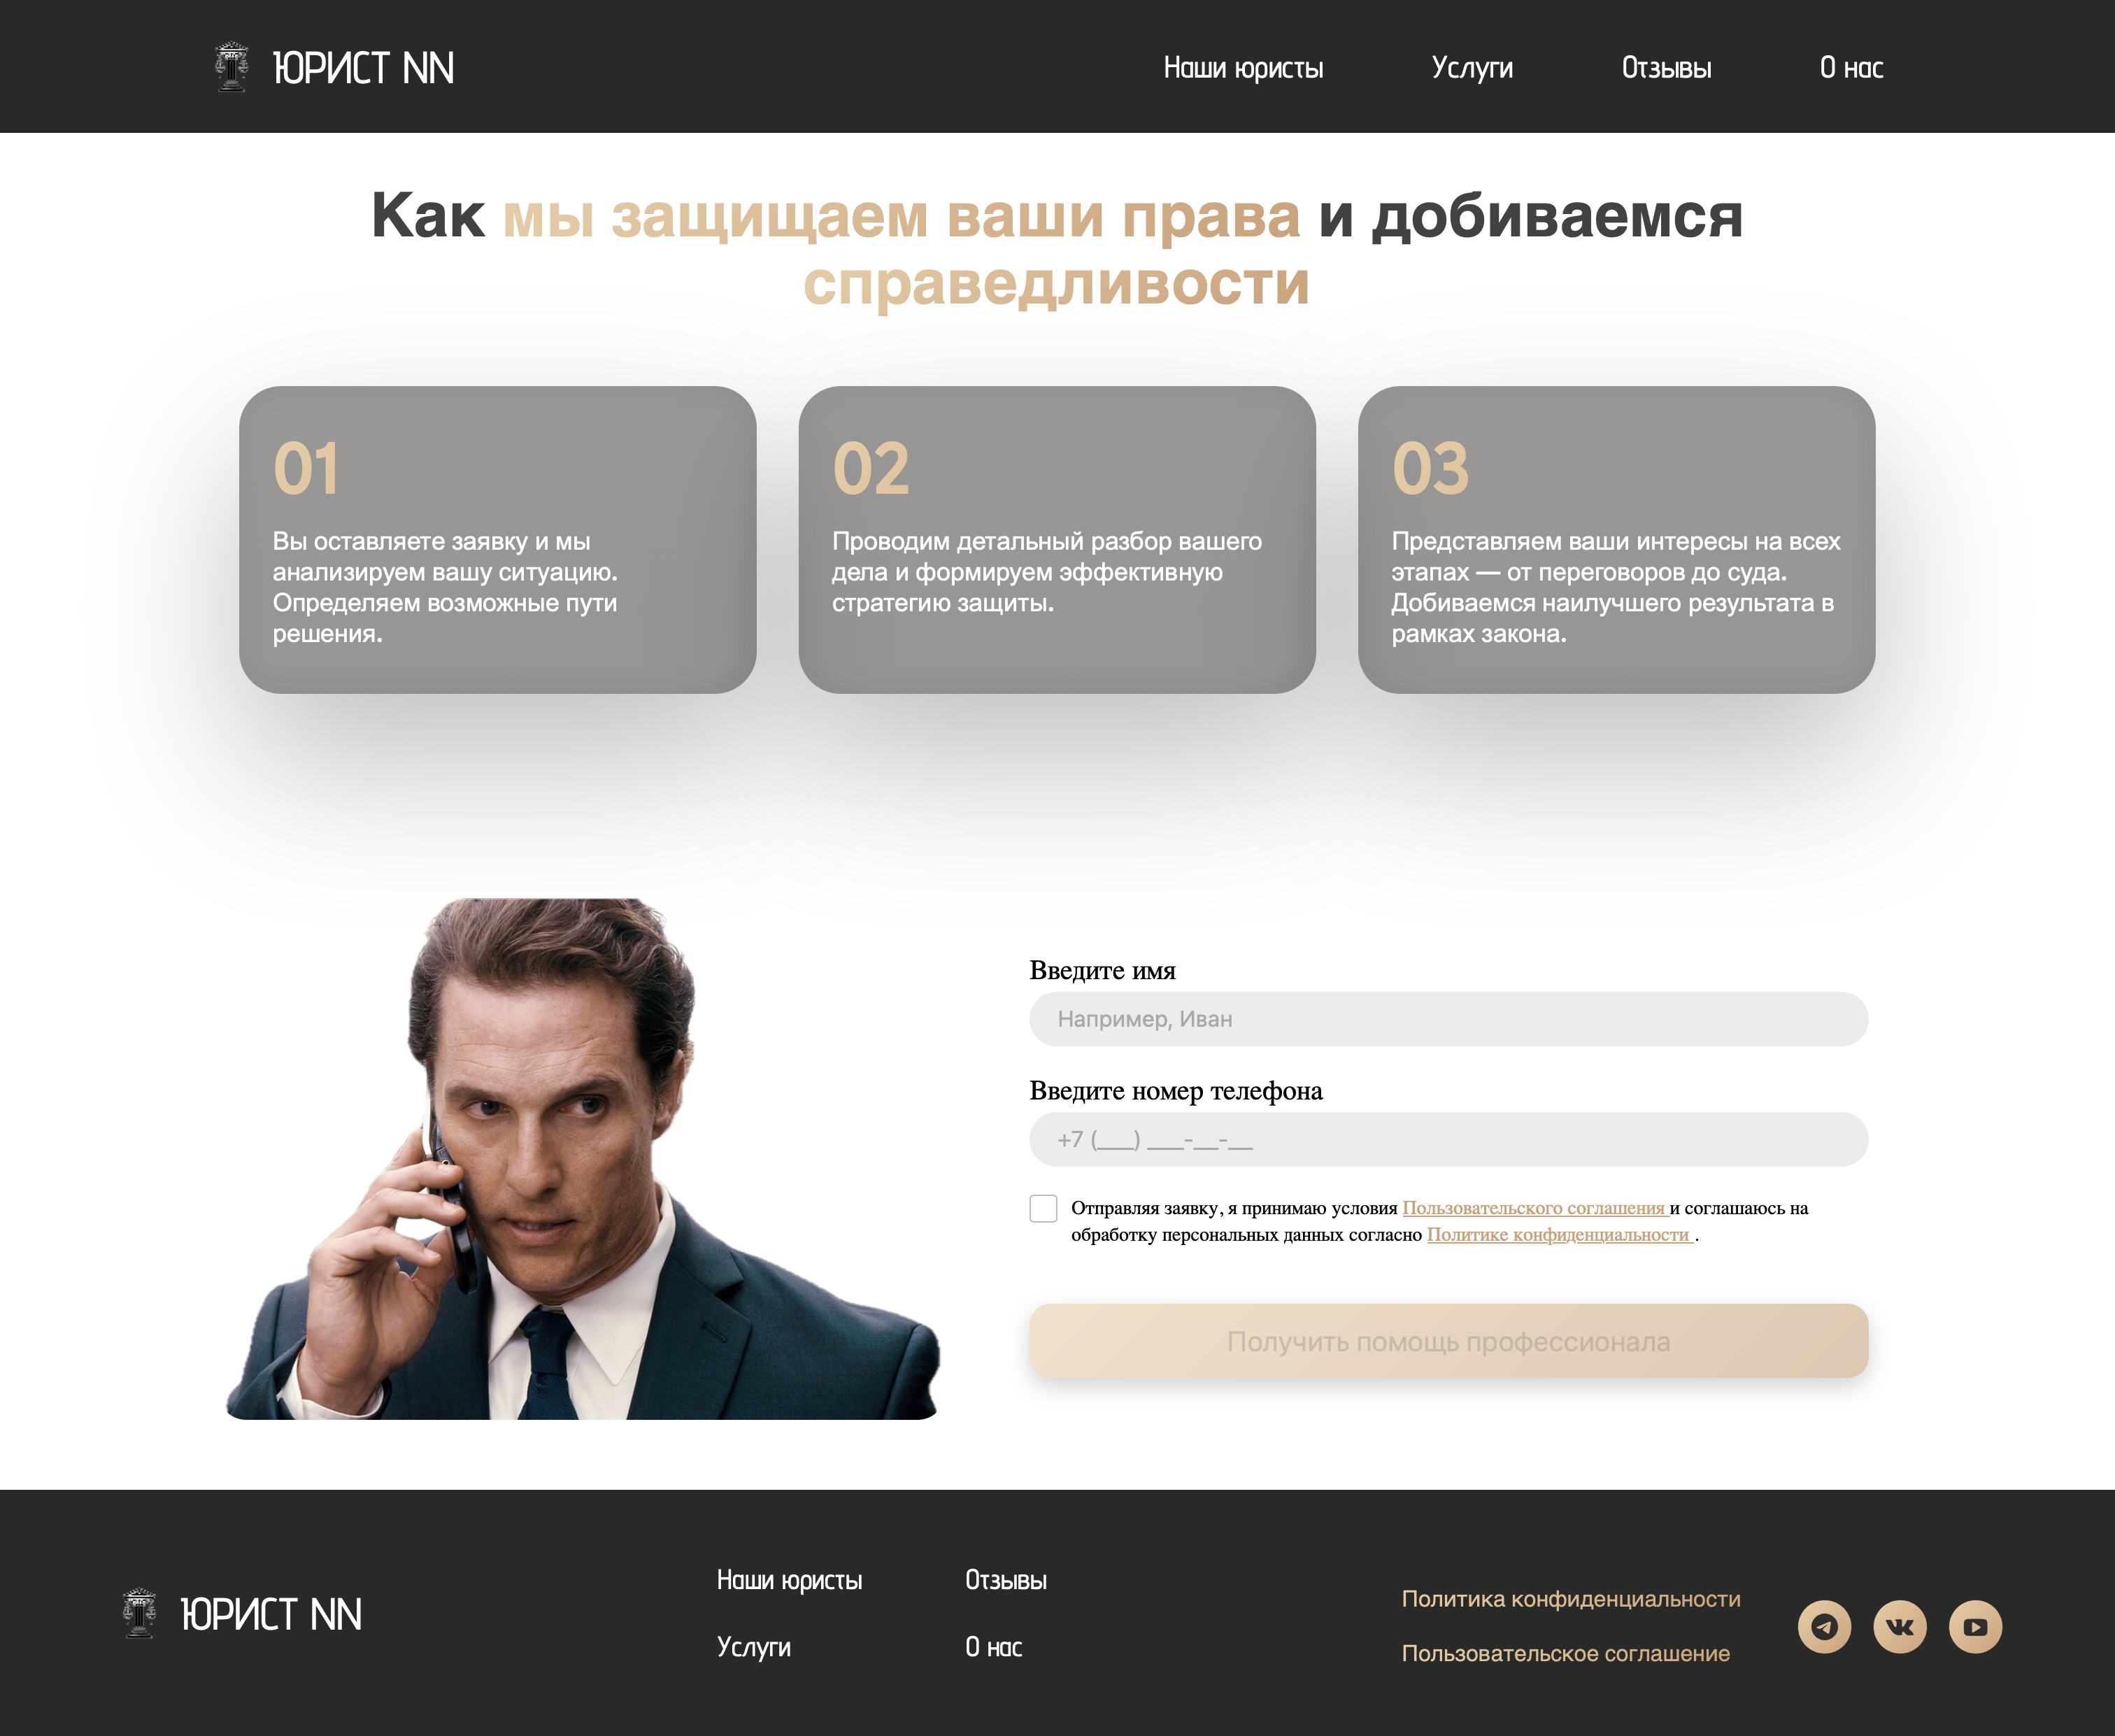 ЮРИСТ NN
Наши юристы
Услуги
Отзывы
О нас
Как мы защищаем ваши права и добиваемся
справедливости
01
Вы оставляете заявку и мы
анализируем вашу ситуацию.
Определяем возможные пути
решения.
02
Проводим детальный разбор вашего
дела и формируем эффективную
стратегию защиты.
03
Представляем ваши интересы на всех
этапах — от переговоров до суда.
Добиваемся наилучшего результата в
рамках закона.
Введите имя
Например, Иван
Введите номер телефона
+7 (___) ___-__-__
Отправляя заявку, я принимаю условия Пользовательского соглашения и соглашаюсь на
обработку персональных данных согласно Политике конфиденциальности .
Получить помощь профессионала
ЮРИСТ NN
Наши юристы
Отзывы
Услуги
О нас
Политика конфиденциальности
Пользовательское соглашение